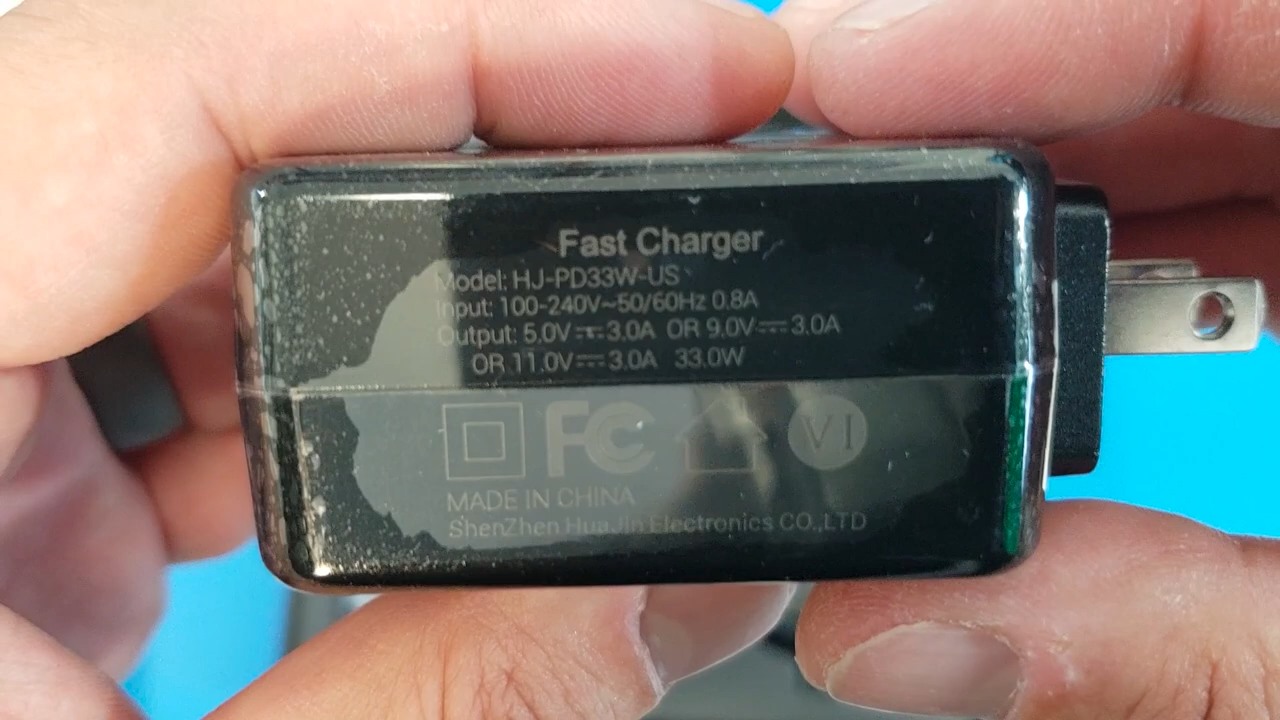 Fast Charger
Model: HJ-PD33W-US
Input: 100-240V~50/60Hz 0.8A
Output: 5.0V⎓3.0A OR 9.0V⎓3.0A
OR 11.0V⎓3.0A 33.0W
FC VI
MADE IN CHINA
ShenZhen HuaJin Electronics CO.,LTD